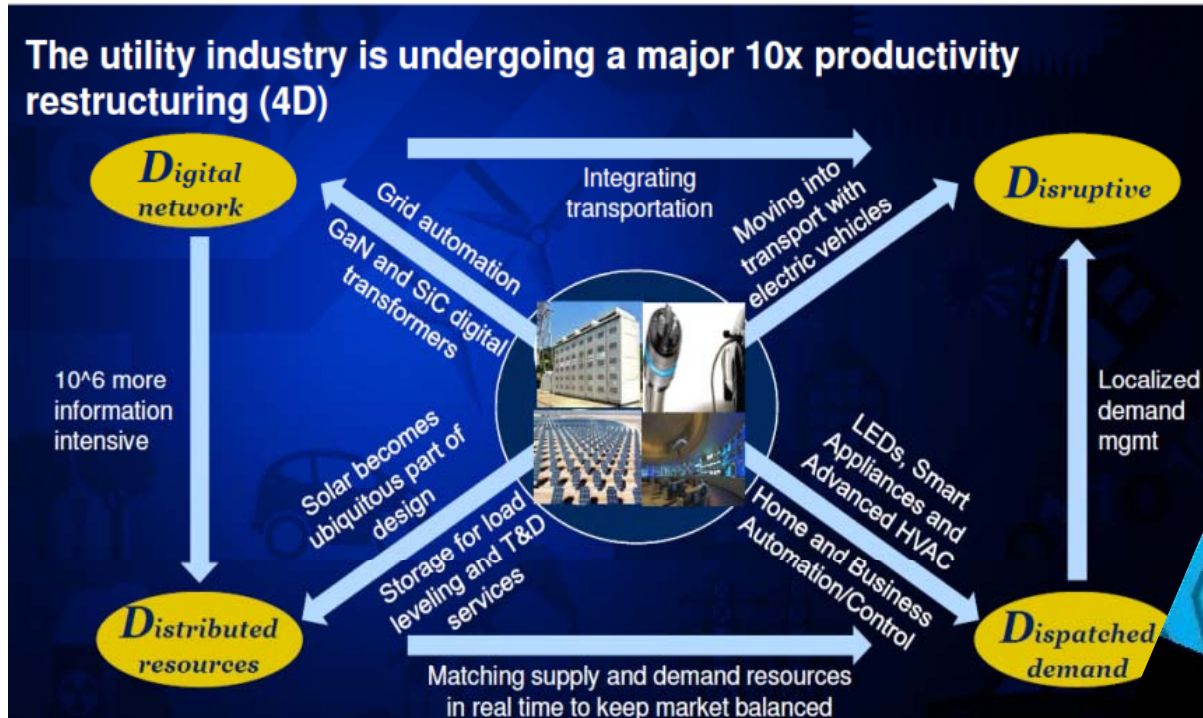 The utility industry is undergoing a major 10x productivity
restructuring (4D)
Digital
network
Integrating
transportation
Disruptive
Grid automation
GaN and SiC digital
transformers
Moving into
transport with
electric vehicles
10^6 more
information
intensive
Localized
demand
mgmt
Solar becomes
ubiquitous part of
design
Storage for load
leveling and T&D
services
LEDs, Smart
Appliances and
Advanced HVAC
Home and Business
Automation/Control
Distributed
resources
Matching supply and demand resources
in real time to keep market balanced
Dispatched
demand